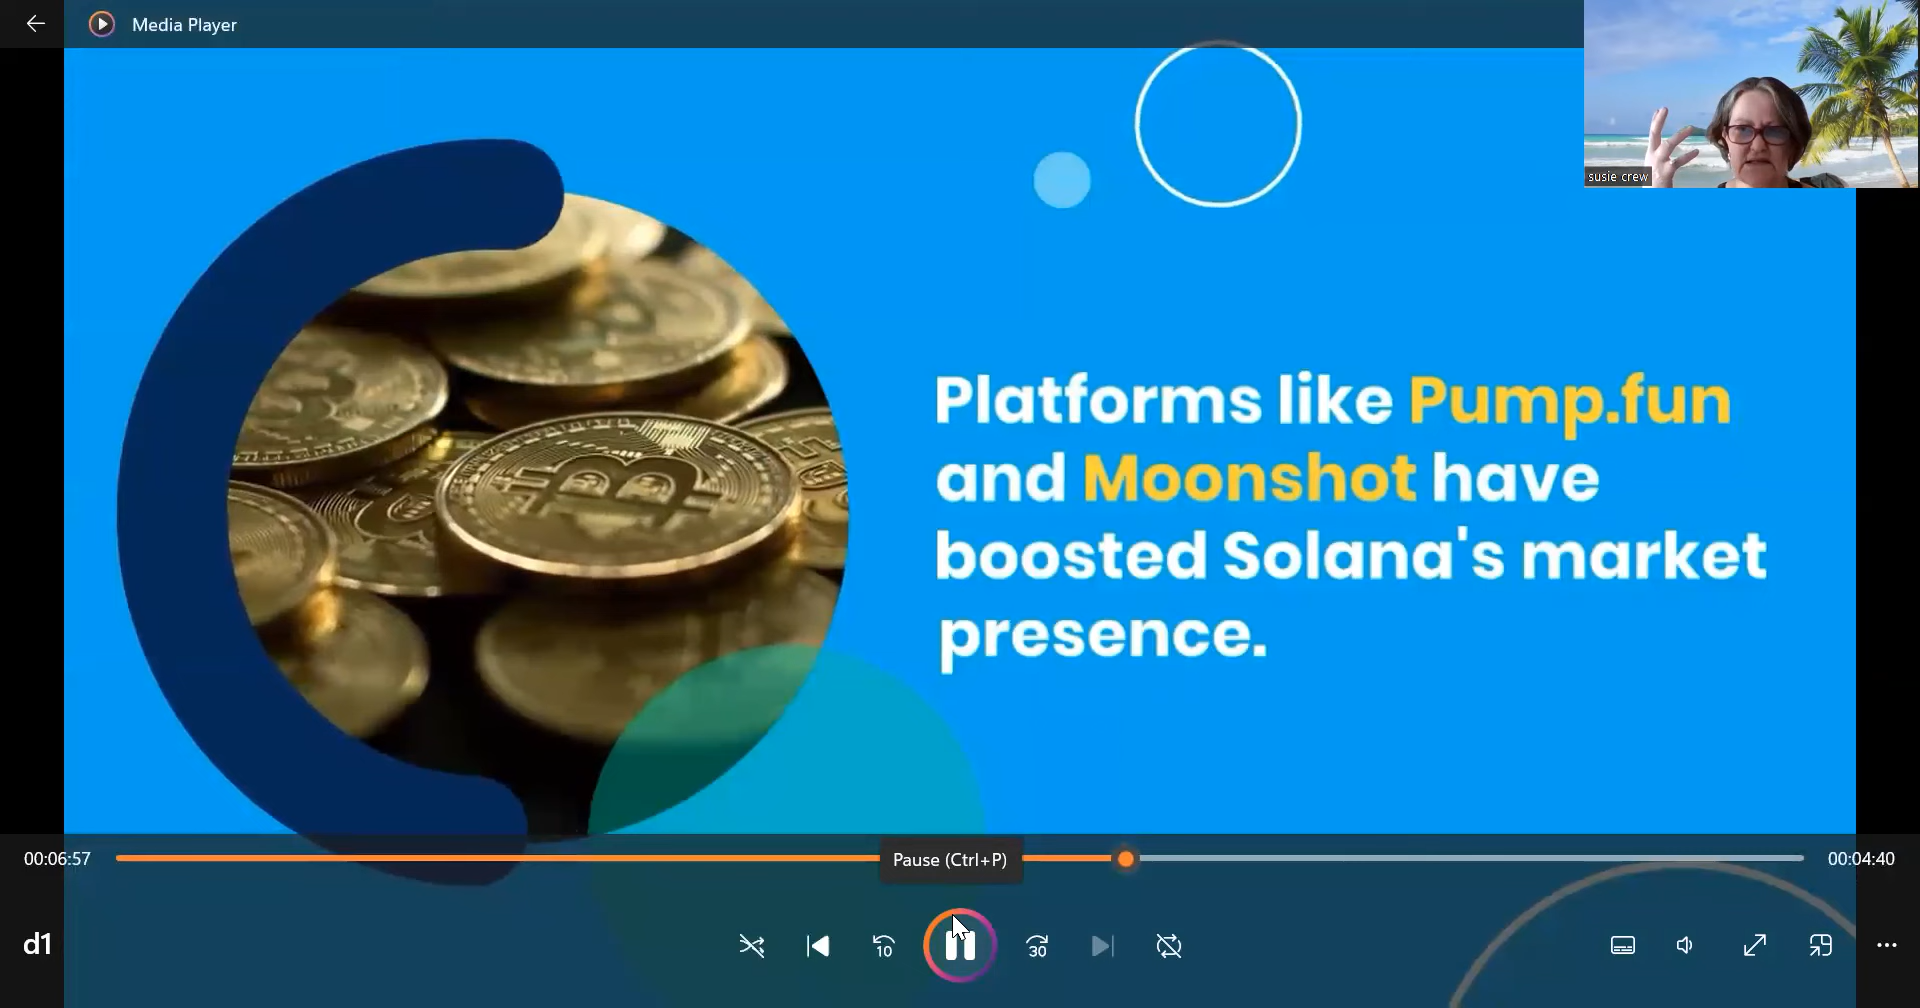 Media Player
susie crew
Platforms like Pump.fun
and Moonshot have
boosted Solana's market
presence.
00:06:57
Pause (Ctrl+P)
00:04:40
d1
10
30